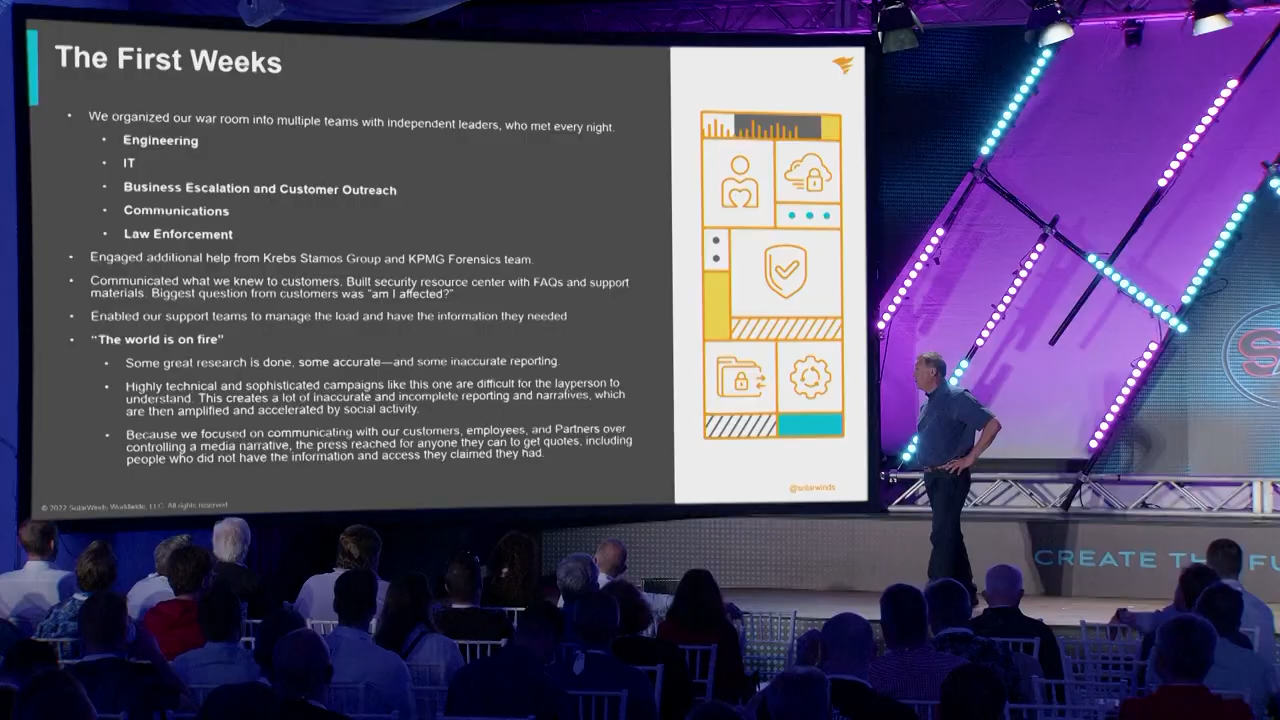 The First Weeks
• We organized our war room into multiple teams with independent leaders, who met every night.
• Engineering
• IT
• Business Escalation and Customer Outreach
• Communications
• Law Enforcement
• Engaged additional help from Krebs Stamos Group and KPMG Forensics team.
• Communicated what we knew to customers. Built security resource center with FAQs and support
materials. Biggest question from customers was "am I affected?"
• Enabled our support teams to manage the load and have the information they needed
• "The world is on fire"
• Some great research is done, some accurate—and some inaccurate reporting.
• Highly technical and sophisticated campaigns like this one are difficult for the layperson to
understand. This creates a lot of inaccurate and incomplete reporting and narratives, which
are then amplified and accelerated by social activity.
• Because we focused on communicating with our customers, employees, and Partners over
controlling a media narrative, the press reached for anyone they can to get quotes, including
people who did not have the information and access they claimed they had.
@solarwinds
© 2022 SolarWinds Worldwide, LLC. All rights reserved.
CREATE